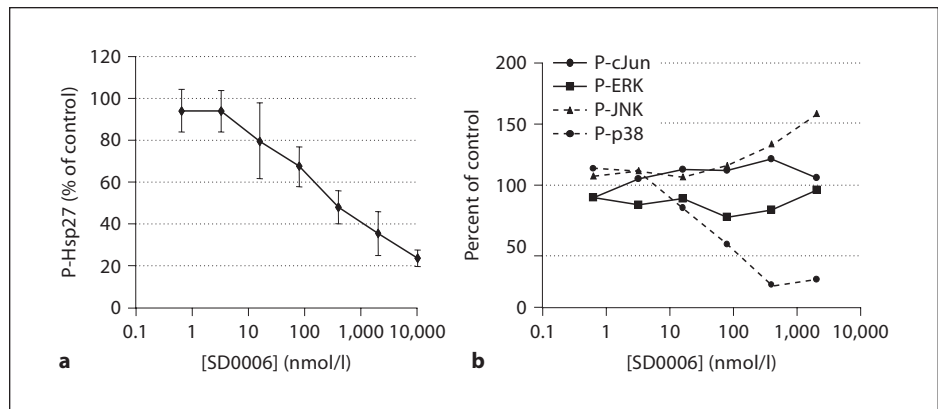 120
100
80
60
40
20
0
P-Hsp27 (% of control)
0.1
1
10
100
1,000
10,000
[SD0006] (nmol/l)
a
200
150
100
50
0
Percent of control
P-cJun
P-ERK
P-JNK
P-p38
0.1
1
10
100
1,000
10,000
[SD0006] (nmol/l)
b